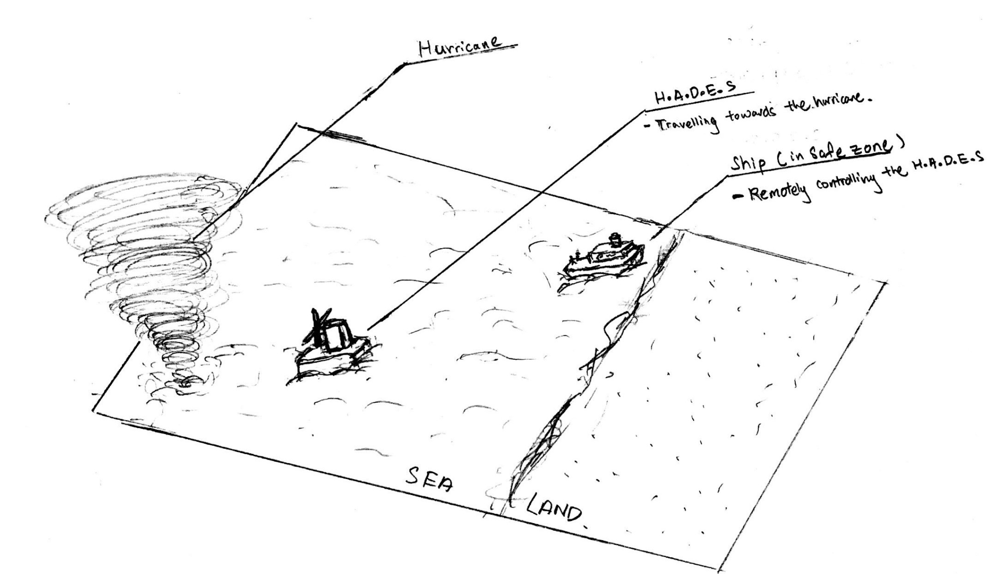 Hurricane
H.A.D.E.S
- Travelling towards the hurricane.
Ship (in safe zone)
- Remotely controlling the H.A.D.E.S
SEA
LAND.